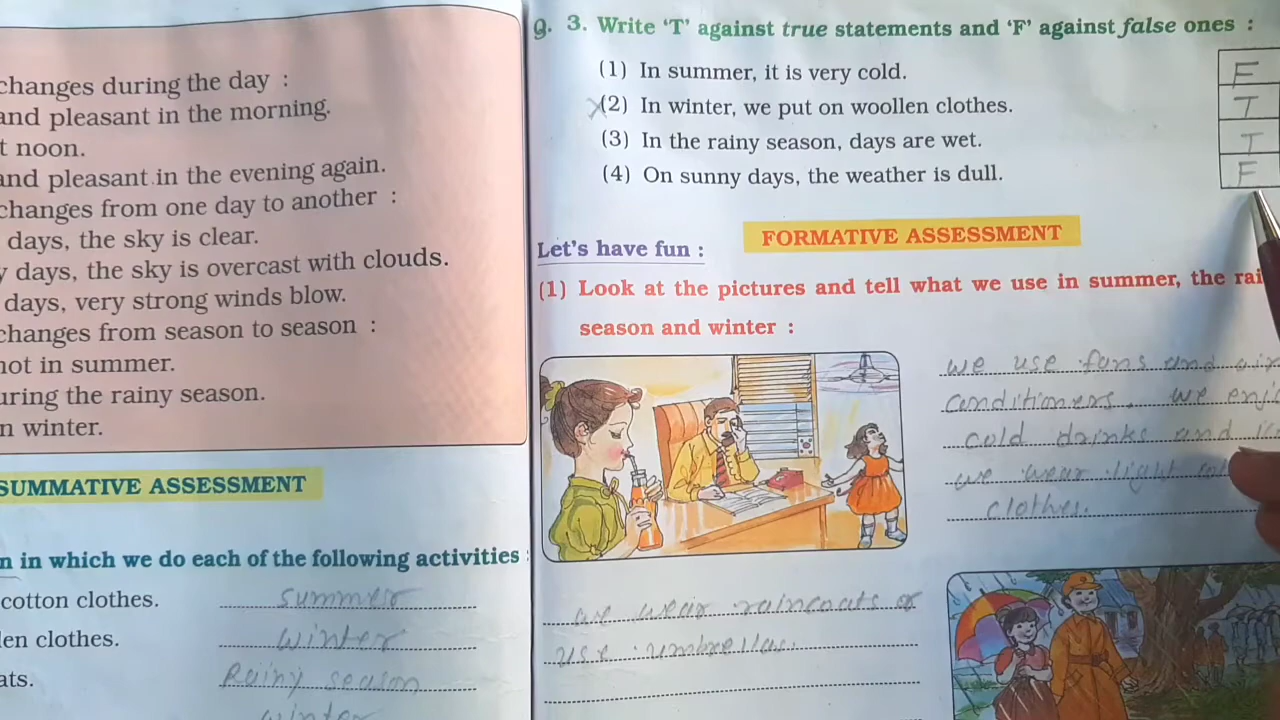 changes during the day :
and pleasant in the morning.
t noon.
and pleasant in the evening again.
changes from one day to another :
days, the sky is clear.
y days, the sky is overcast with clouds.
days, very strong winds blow.
changes from season to season :
hot in summer.
uring the rainy season.
n winter.
SUMMATIVE ASSESSMENT
n in which we do each of the following activities :
cotton clothes. summer
len clothes. winter
ats. Rainy season
winter
Q. 3. Write ‘T’ against true statements and ‘F’ against false ones :
(1) In summer, it is very cold. F
(2) In winter, we put on woollen clothes. T
(3) In the rainy season, days are wet. T
(4) On sunny days, the weather is dull. F
FORMATIVE ASSESSMENT
Let's have fun :
(1) Look at the pictures and tell what we use in summer, the rai
season and winter :
we use fans and air
conditioners. we enj
cold drinks and
we wear light
clothes.
we wear raincoats or
use umbrellas.